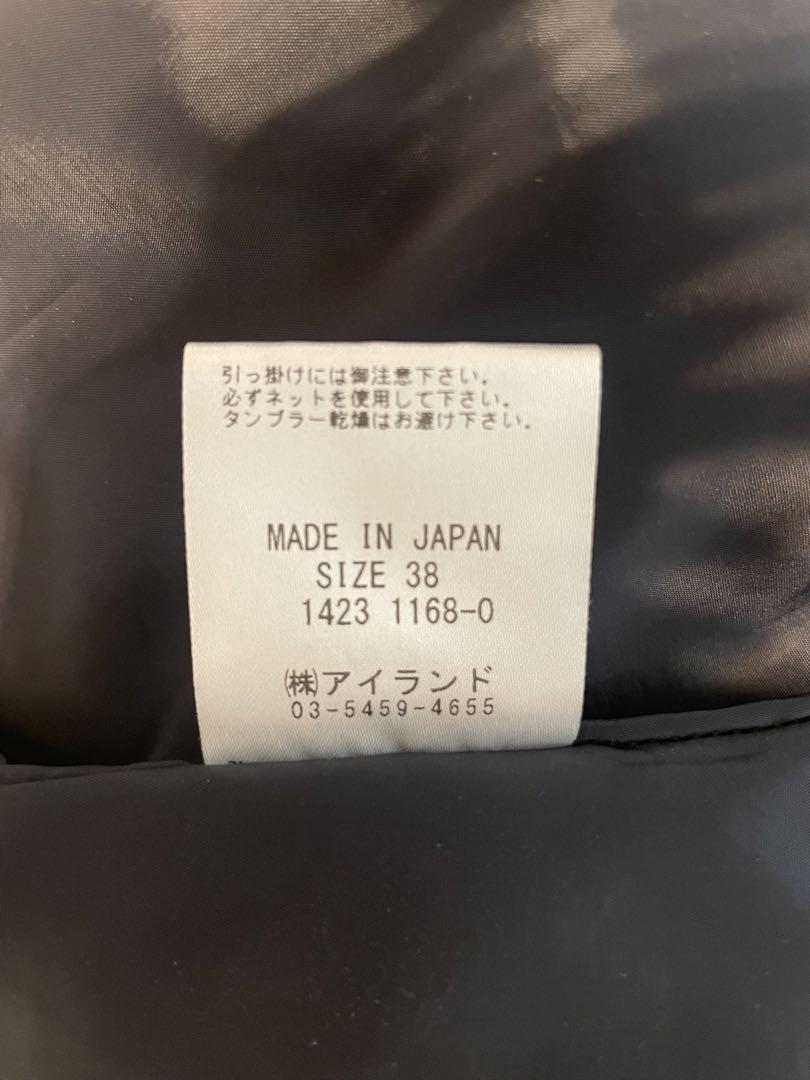 引っ掛けには御注意下さい。
必ずネットを使用して下さい。
タンブラー乾燥はお避け下さい。
MADE IN JAPAN
SIZE 38
1423 1168-0
㈱アイランド
03-5459-4655